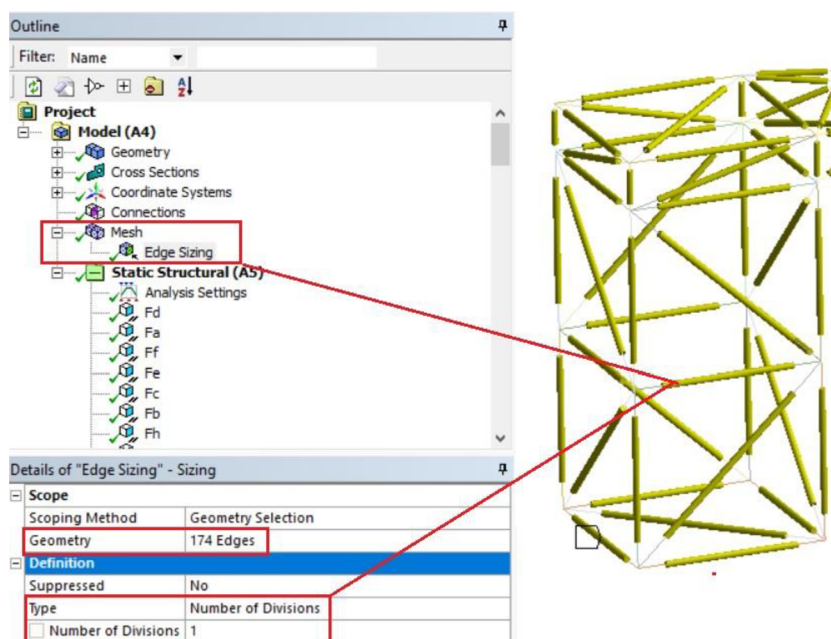 Outline
Filter: Name
Project
Model (A4)
Geometry
Cross Sections
Coordinate Systems
Connections
Mesh
Edge Sizing
Static Structural (A5)
Analysis Settings
Fd
Fa
Ff
Fe
Fc
Fb
Fh
Details of "Edge Sizing" - Sizing
Scope
Scoping Method Geometry Selection
Geometry 174 Edges
Definition
Suppressed No
Type Number of Divisions
Number of Divisions 1